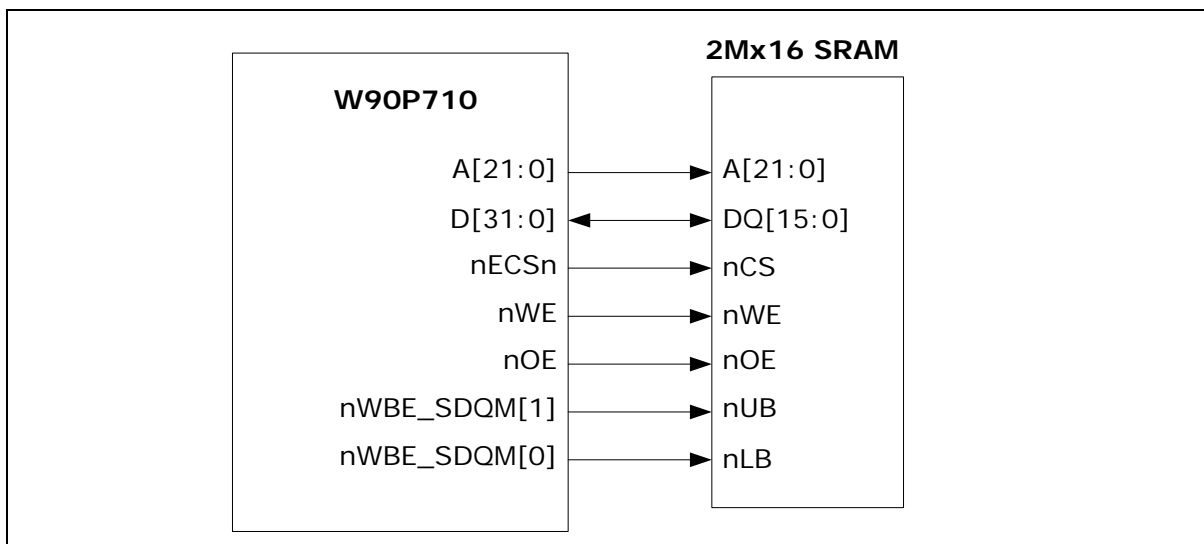 2Mx16 SRAM
W90P710
A[21:0] A[21:0]
D[31:0] DQ[15:0]
nECSn nCS
nWE nWE
nOE nOE
nWBE_SDQM[1] nUB
nWBE_SDQM[0] nLB